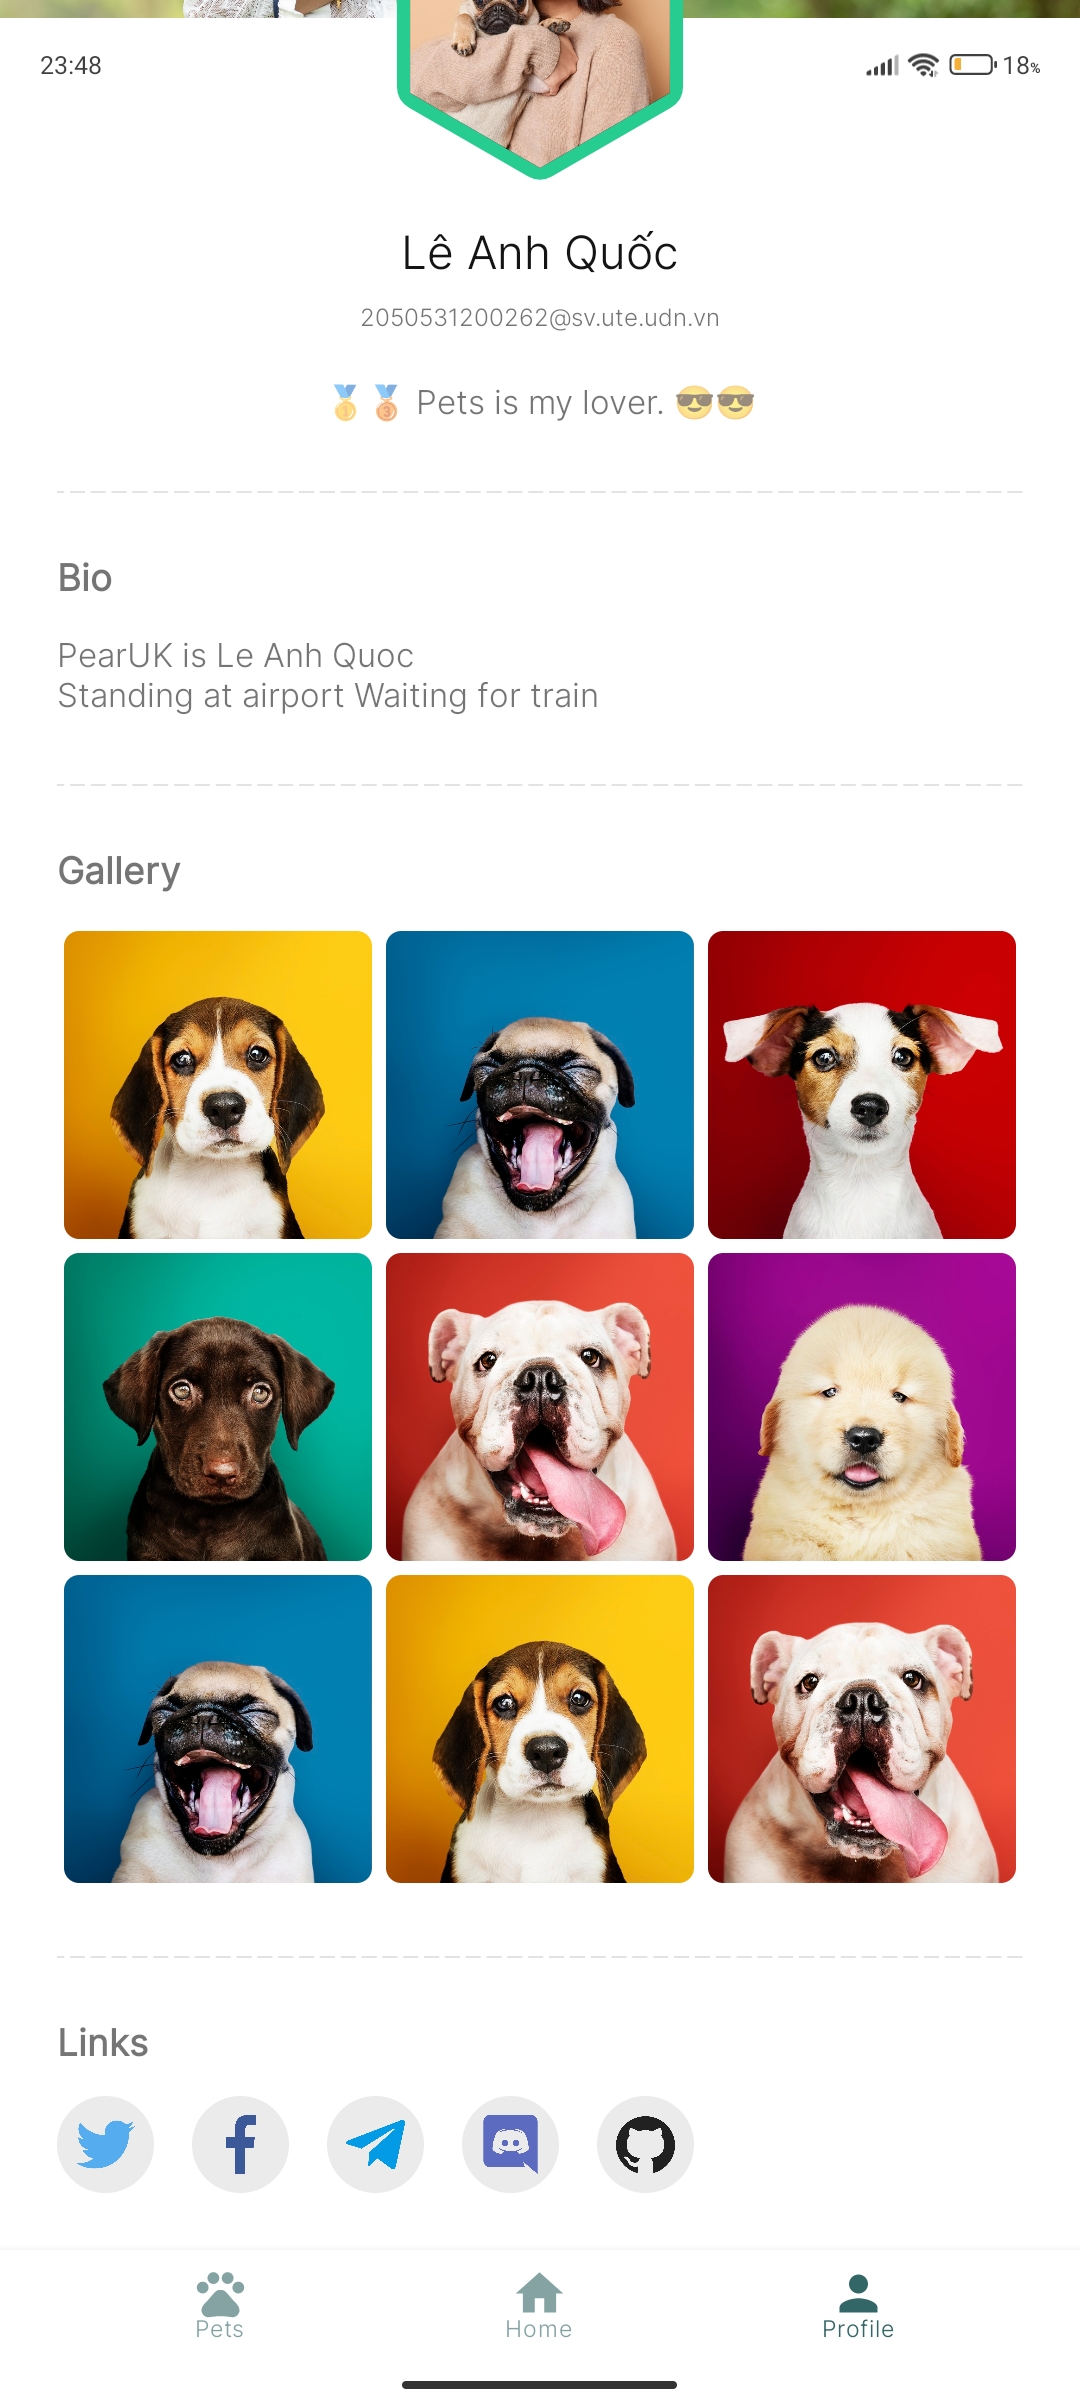 23:48
18%
Lê Anh Quốc
2050531200262@sv.ute.udn.vn
🥇🥉 Pets is my lover. 😎😎
Bio
PearUK is Le Anh Quoc
Standing at airport Waiting for train
Gallery
Links
Pets
Home
Profile